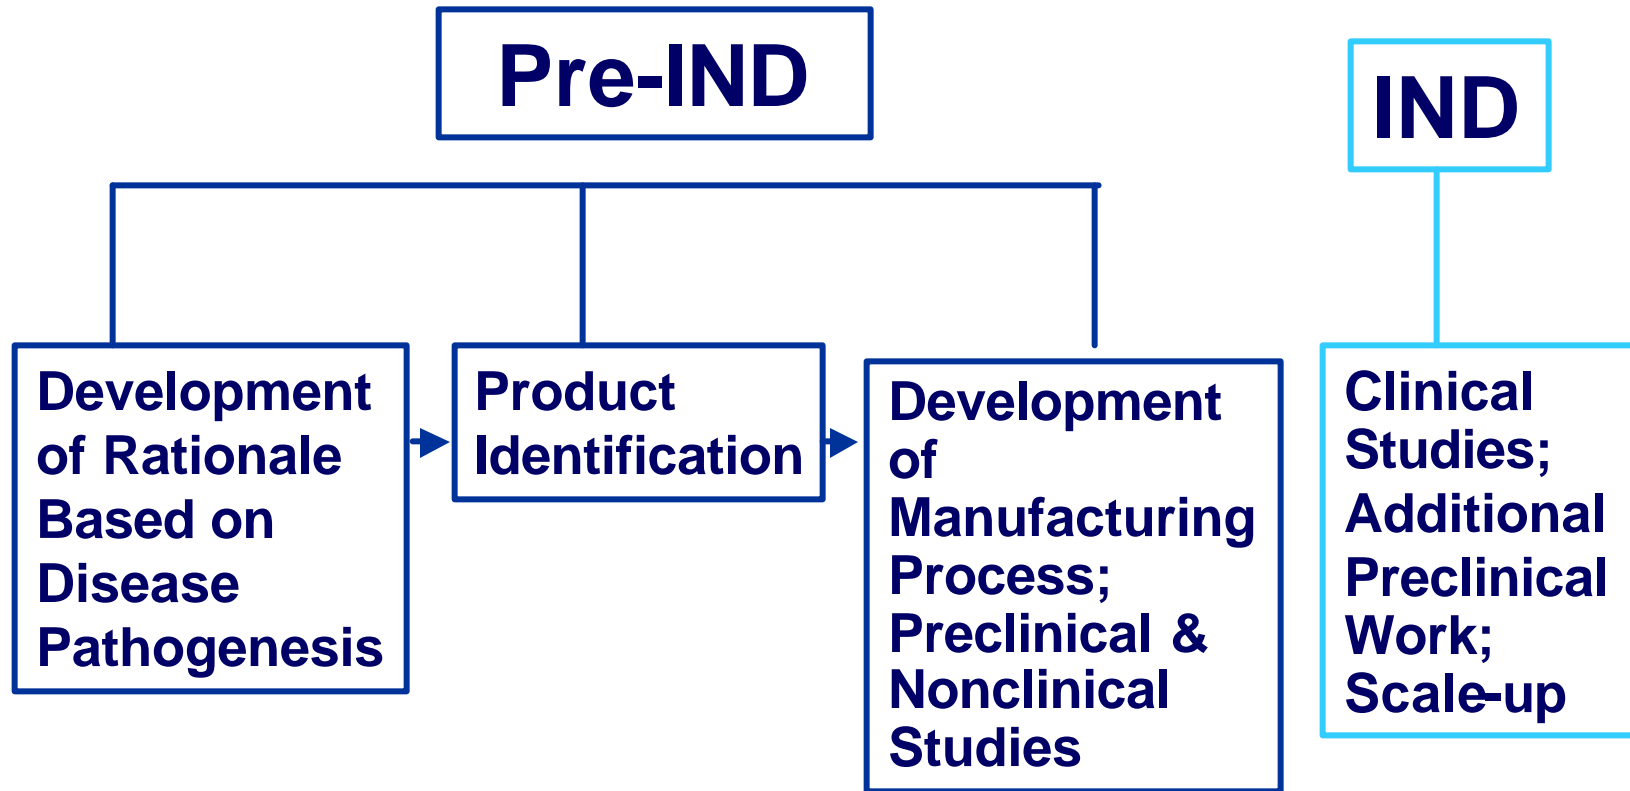 Pre-IND
IND
Development
of Rationale
Based on
Disease
Pathogenesis
Product
Identification
Development
of
Manufacturing
Process;
Preclinical &
Nonclinical
Studies
Clinical
Studies;
Additional
Preclinical
Work;
Scale-up